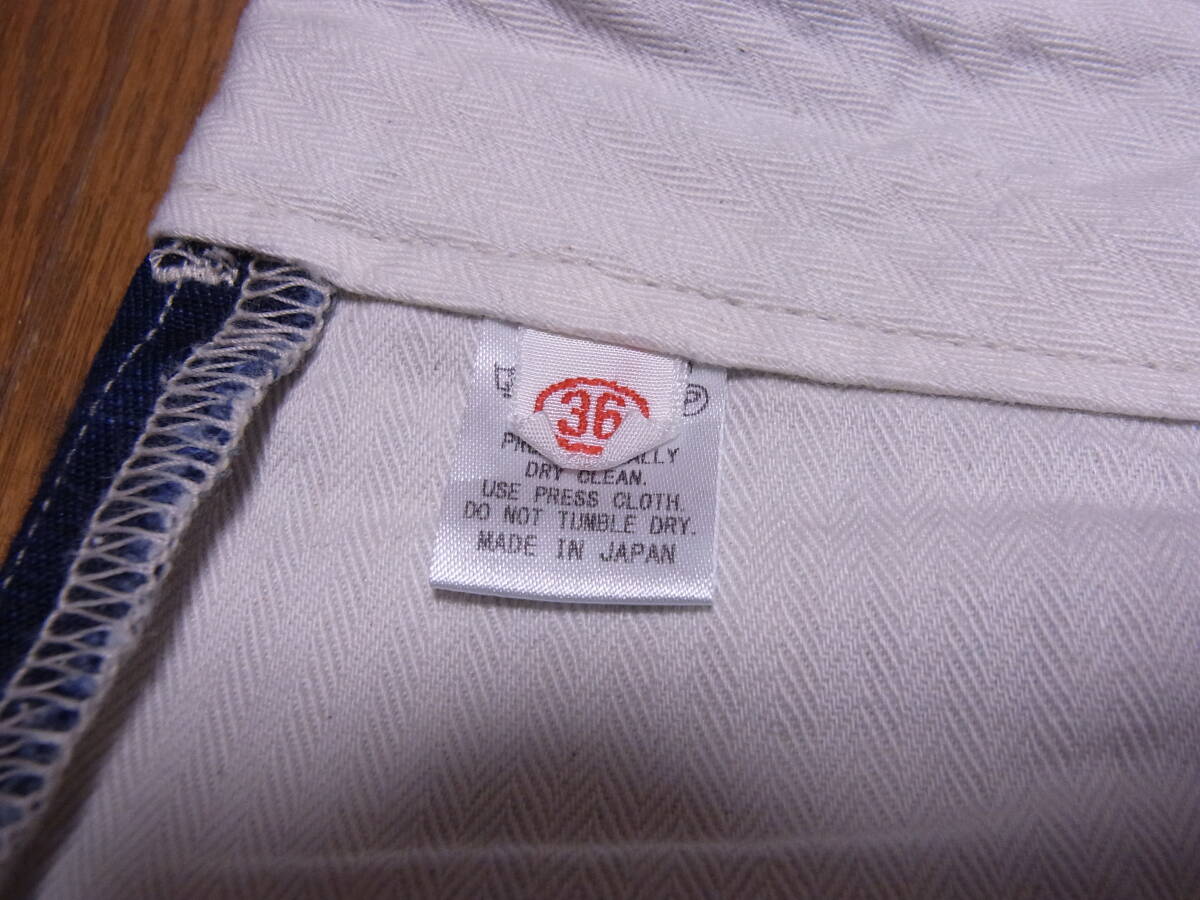 36
DRY CLEAN.
USE PRESS CLOTH.
DO NOT TUMBLE DRY.
MADE IN JAPAN